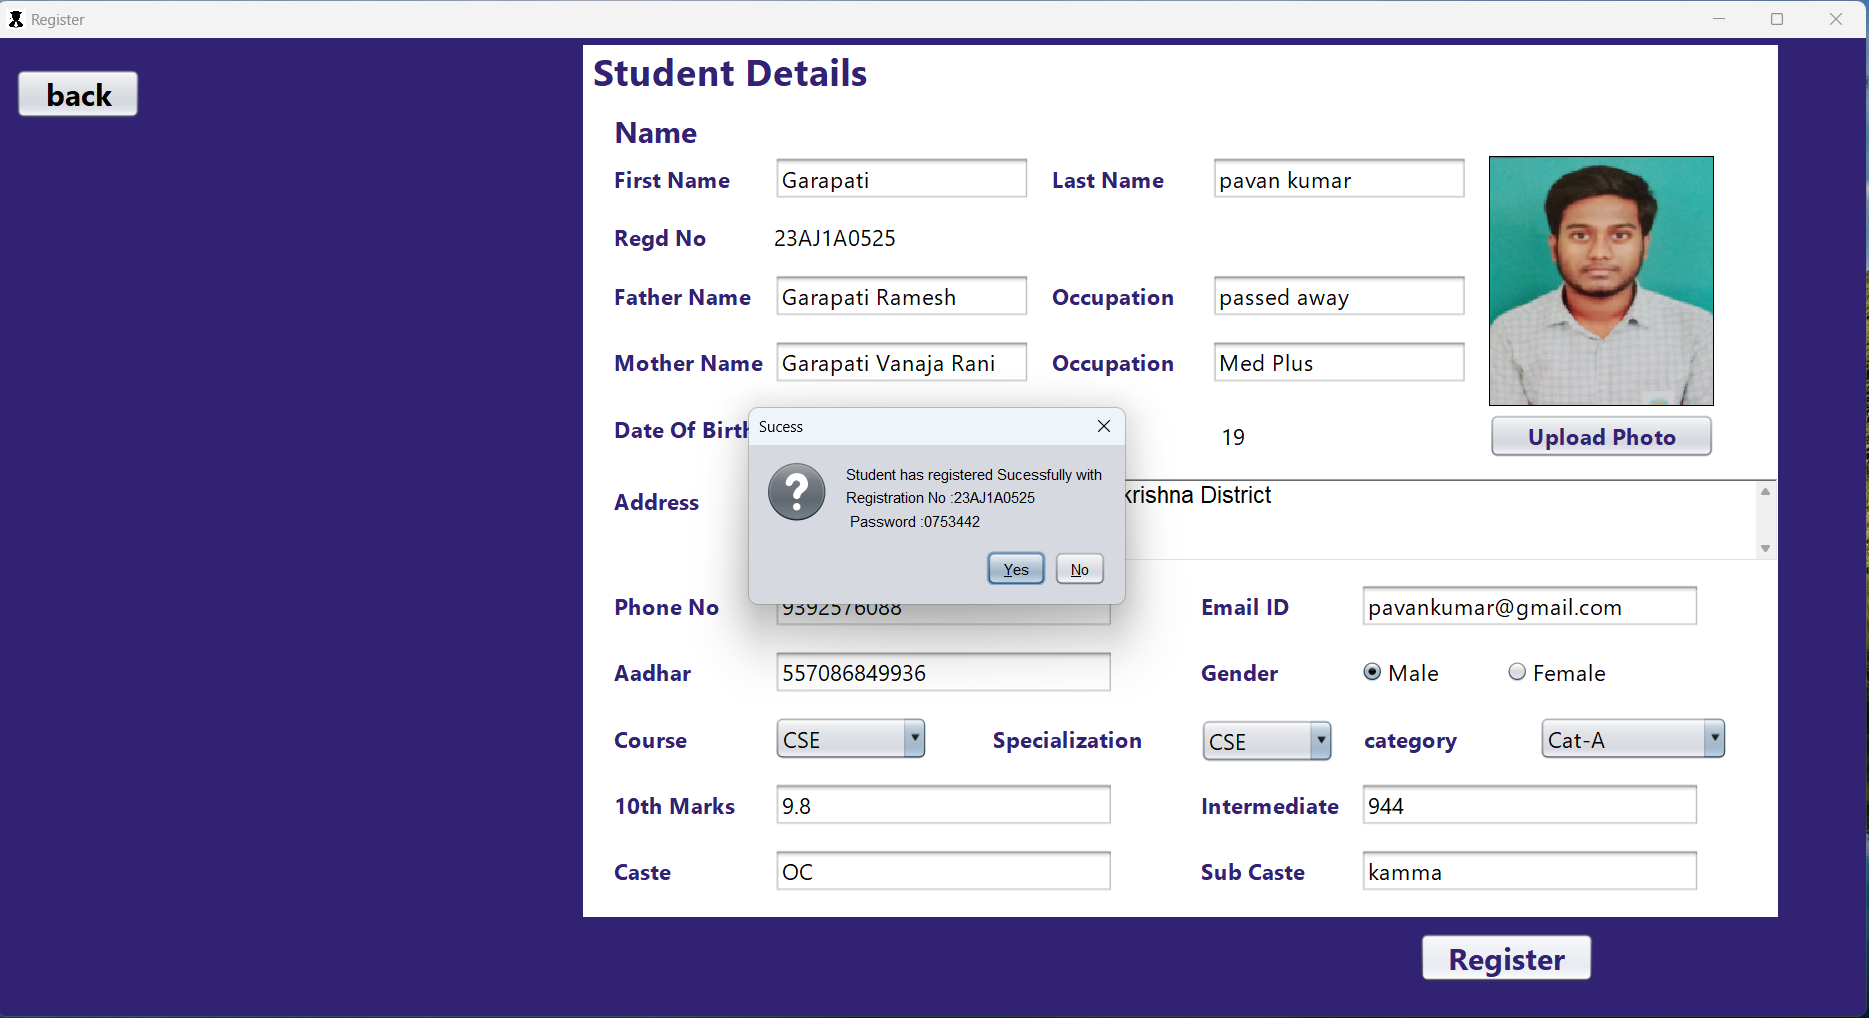 Register
back
Student Details
Name
First Name Garapati Last Name pavan kumar
Regd No 23AJ1A0525
Father Name Garapati Ramesh Occupation passed away
Mother Name Garapati Vanaja Rani Occupation Med Plus
Date Of Birth 19 Upload Photo
Sucess
Student has registered Sucessfully with
Registration No :23AJ1A0525
Password :0753442
Yes No
Address krishna District
Phone No 9392576088 Email ID pavankumar@gmail.com
Aadhar 557086849936 Gender Male Female
Course CSE Specialization CSE category Cat-A
10th Marks 9.8 Intermediate 944
Caste OC Sub Caste kamma
Register